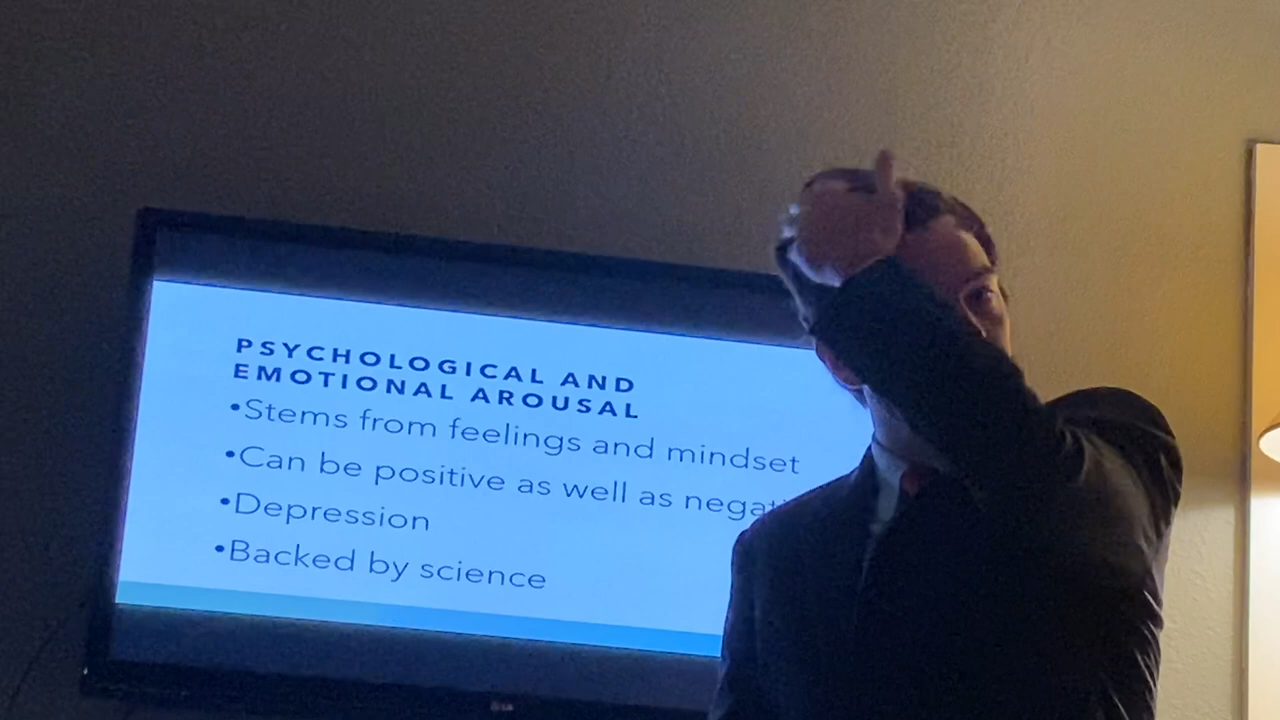 PSYCHOLOGICAL AND
EMOTIONAL AROUSAL
•Stems from feelings and mindset
•Can be positive as well as negati
•Depression
•Backed by science